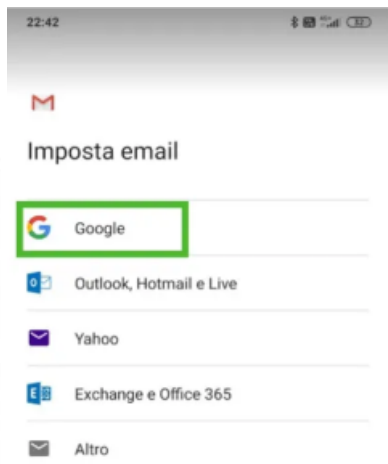 22:42
Imposta email
Google
Outlook, Hotmail e Live
Yahoo
Exchange e Office 365
Altro